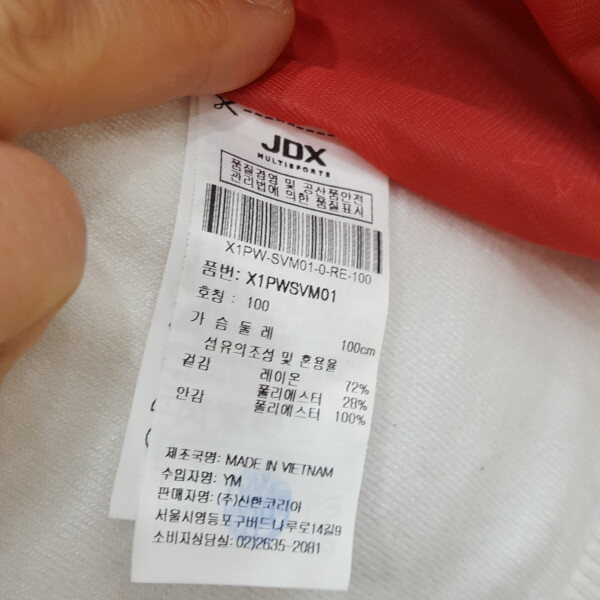 JDX
MULTISPORTS
품질경영 및 공산품안전
관리법에 의한 품질표시
X1PW-SVM01-0-RE-100
품번: X1PWSVM01
호칭 : 100
가 슴 둘 레 100cm
섬유의조성 및 혼용율
겉감 레이온 72%
폴리에스터 28%
안감 폴리에스터 100%
제조국명: MADE IN VIETNAM
수입자명: YM
판매자명: (주)신한코리아
서울시영등포구버드나루로14길9
소비자상담실: 02)2635-2081